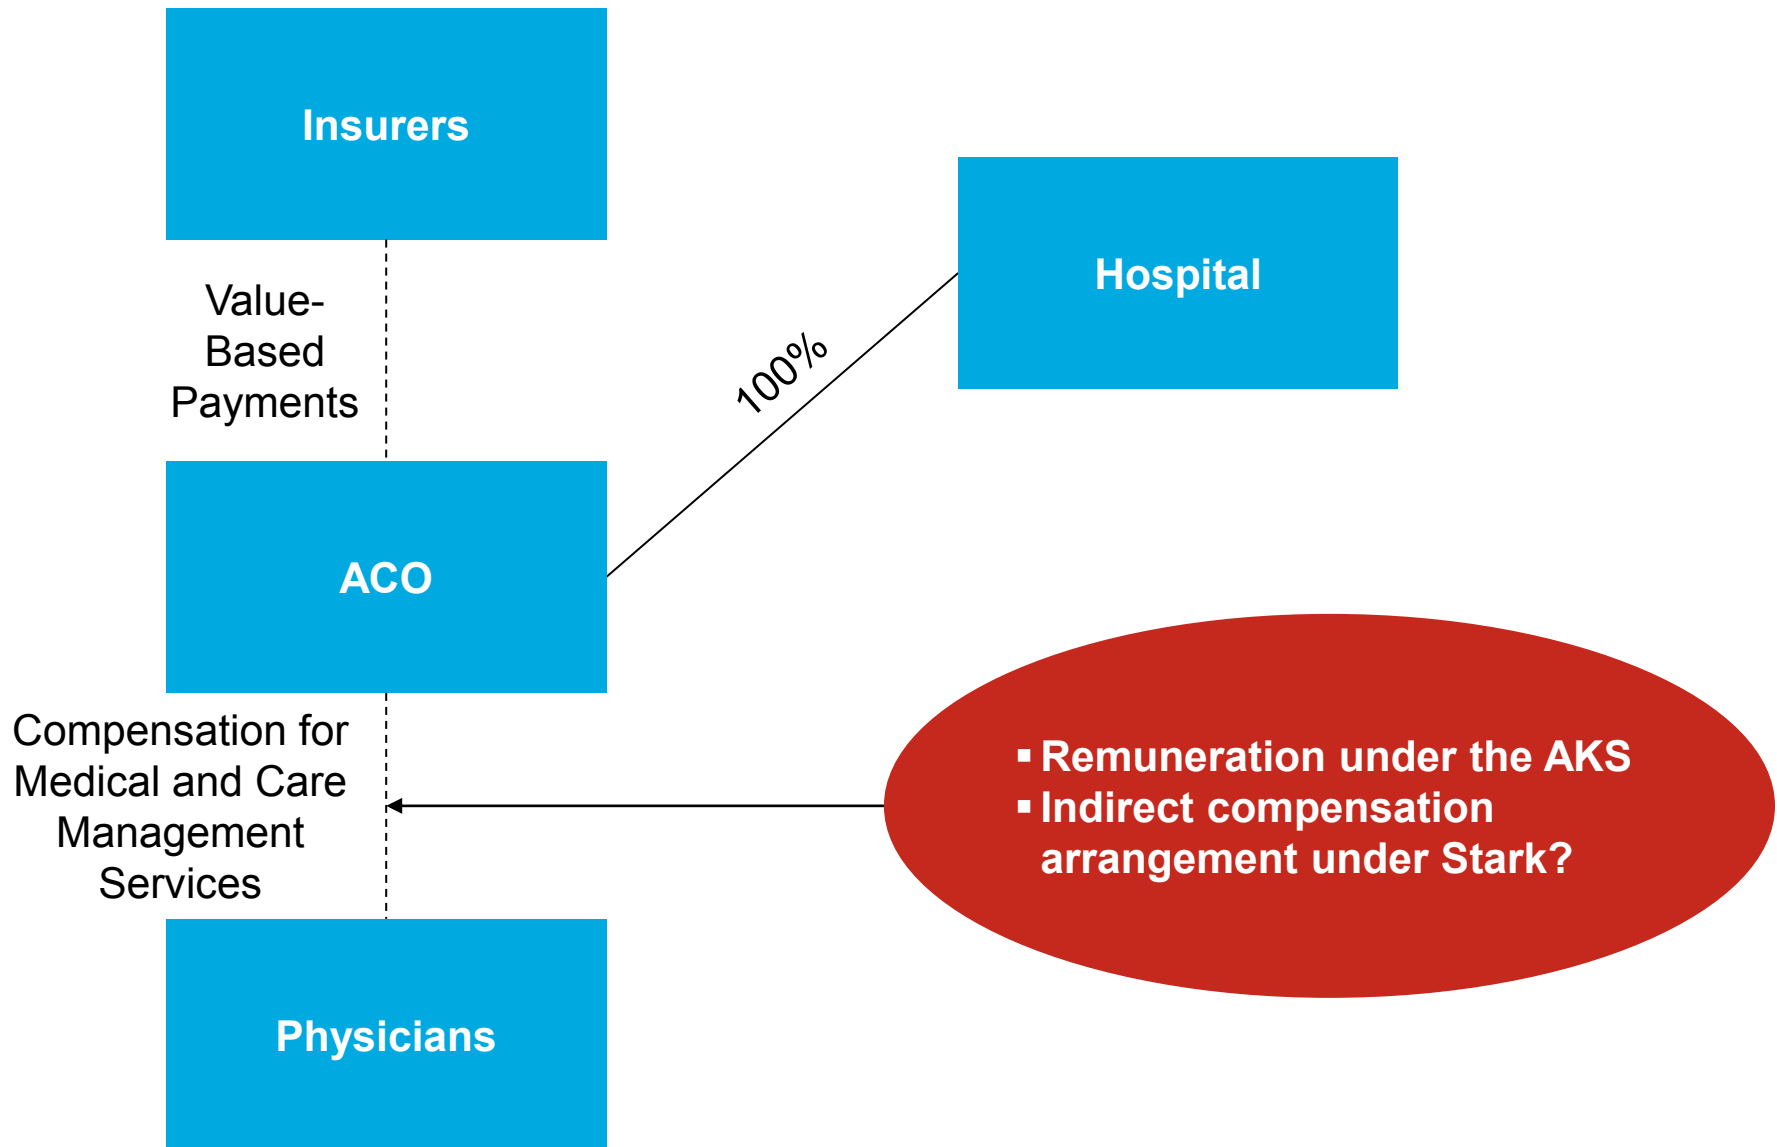 Insurers
Hospital
Value-
Based
Payments
100%
ACO
Compensation for
Medical and Care
Management
Services
▪ Remuneration under the AKS
▪ Indirect compensation
arrangement under Stark?
Physicians